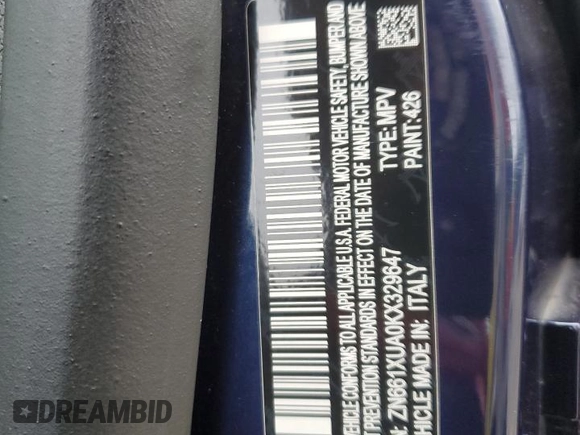 VEHICLE CONFORMS TO ALL APPLICABLE U.S.A. FEDERAL MOTOR VEHICLE SAFETY, BUMPER AND
PREVENTION STANDARDS IN EFFECT ON THE DATE OF MANUFACTURE SHOWN ABOVE
N: ZN661XUA0KX329647 TYPE: MPV
EHICLE MADE IN: ITALY PAINT: 426
DREAMBID